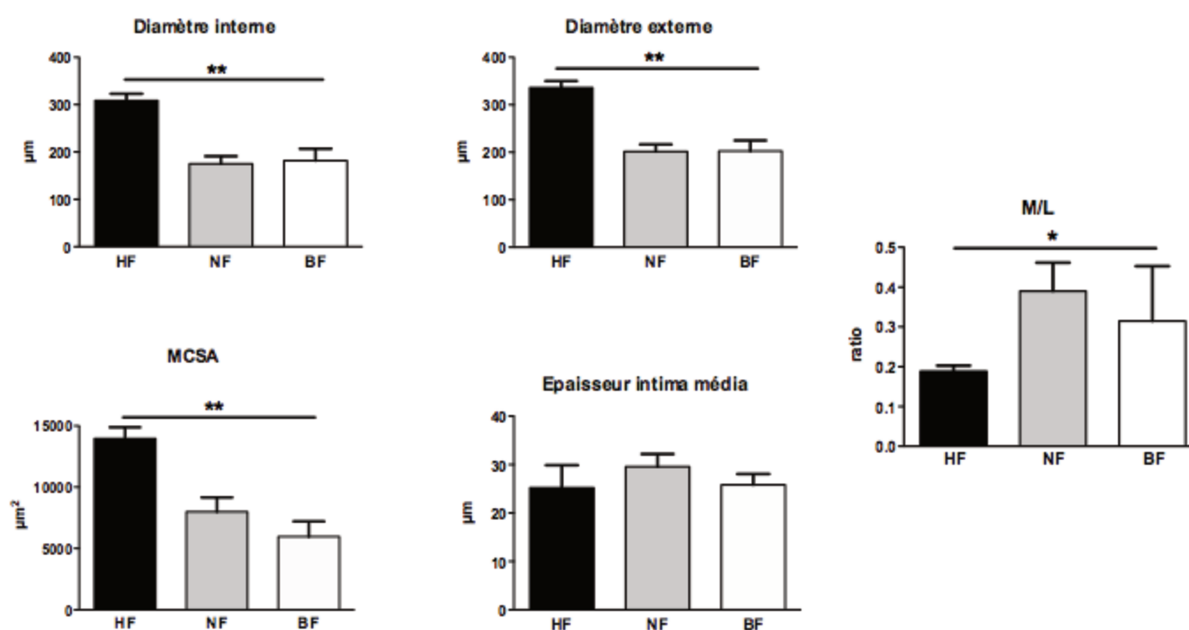 Diamètre interne
400
300
200
100
0
µm
**
HF NF BF
Diamètre externe
400
300
200
100
0
µm
**
HF NF BF
M/L
0.5
0.4
0.3
0.2
0.1
0.0
ratio
*
HF NF BF
MCSA
15000
10000
5000
0
µm²
**
HF NF BF
Epaisseur intima média
40
30
20
10
0
µm
HF NF BF